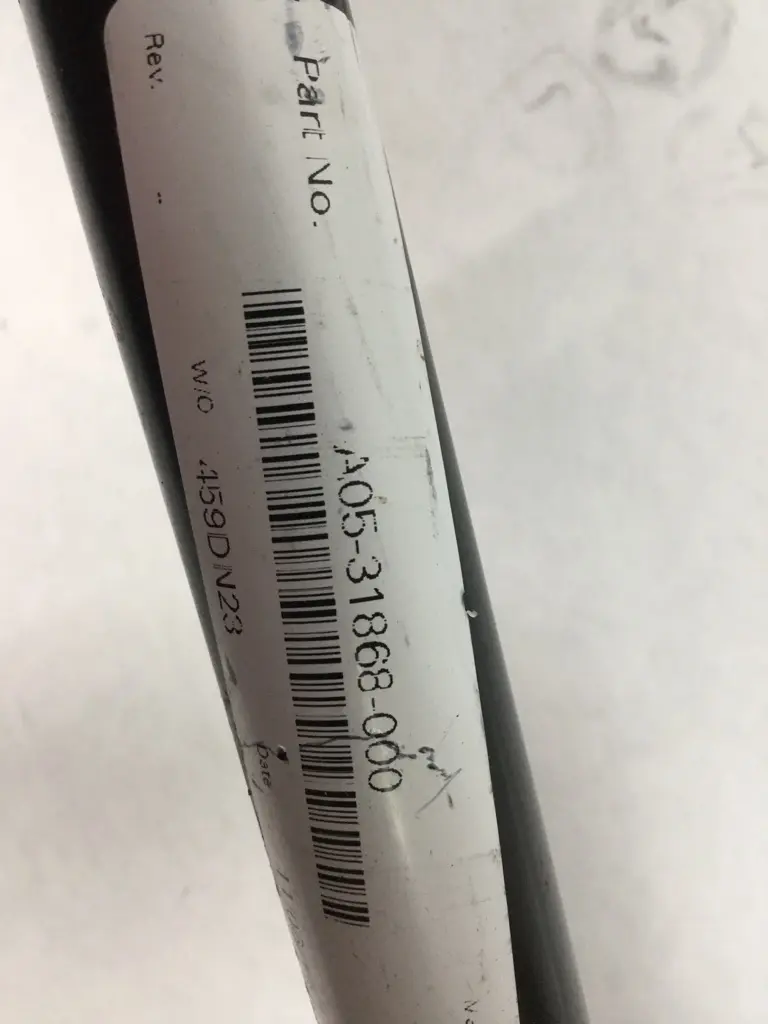 Part No.
A05-31868-000
Rev. --
W/O 459DN23
Date